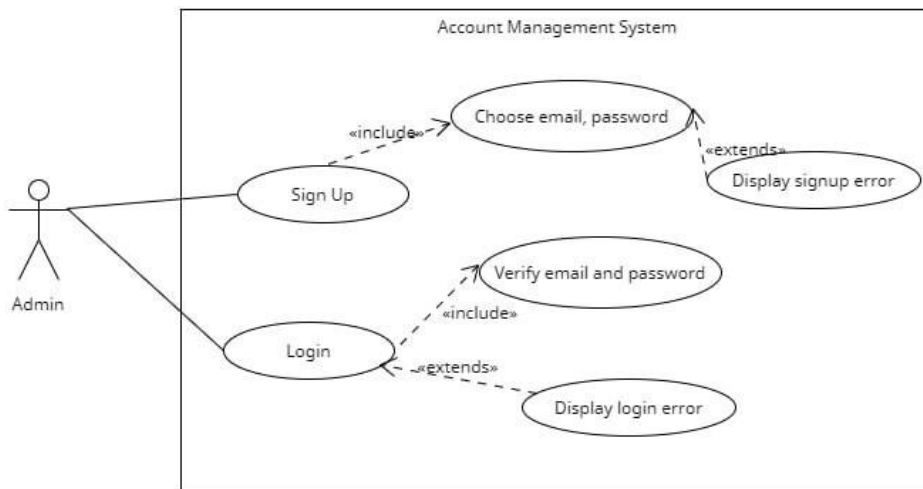 Account Management System
Choose email, password
«include»
«extends»
Sign Up
Display signup error
Admin
Verify email and password
«include»
Login
«extends»
Display login error